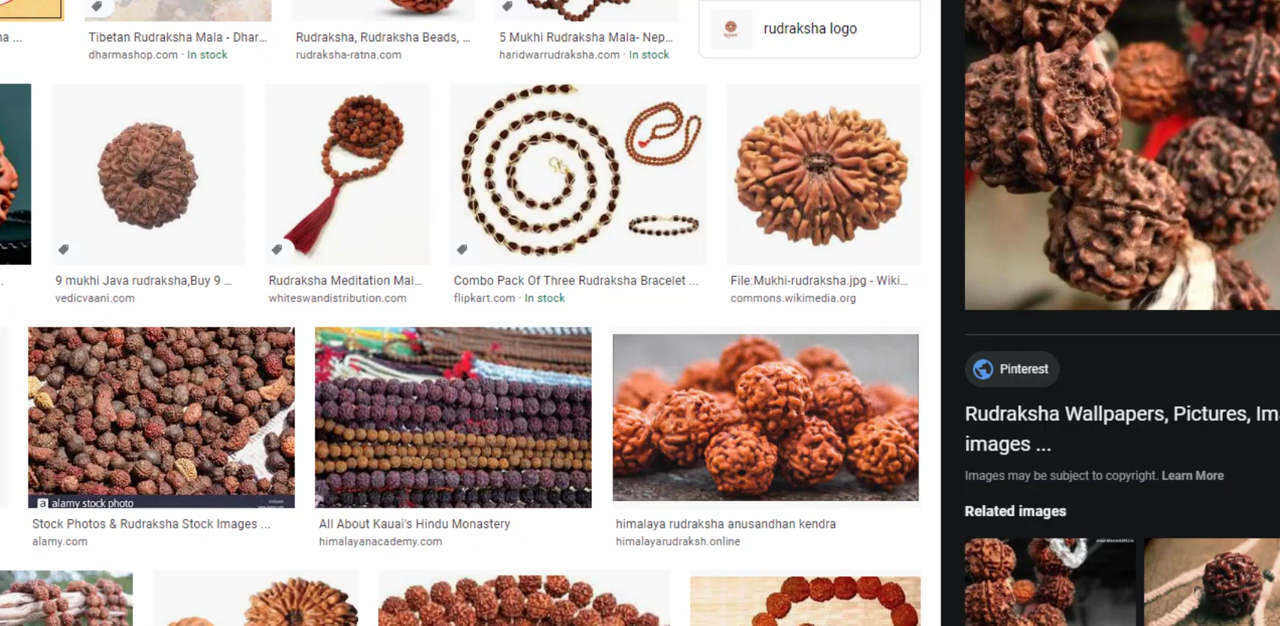 ha ...
Tibetan Rudraksha Mala - Dhar...
dharmashop.com · In stock
Rudraksha, Rudraksha Beads, ...
rudraksha-ratna.com
5 Mukhi Rudraksha Mala- Nep...
haridwarrudraksha.com · In stock
rudraksha logo
9 mukhi Java rudraksha,Buy 9 ...
vedicvaani.com
Rudraksha Meditation Mal...
whiteswandistribution.com
Combo Pack Of Three Rudraksha Bracelet ...
flipkart.com · In stock
File:Mukhi-rudraksha.jpg - Wiki...
commons.wikimedia.org
a alamy stock photo
Stock Photos & Rudraksha Stock Images ...
alamy.com
All About Kauai's Hindu Monastery
himalayanacademy.com
himalaya rudraksha anusandhan kendra
himalayarudraksh.online
Pinterest
Rudraksha Wallpapers, Pictures, Im
images ...
Images may be subject to copyright. Learn More
Related images